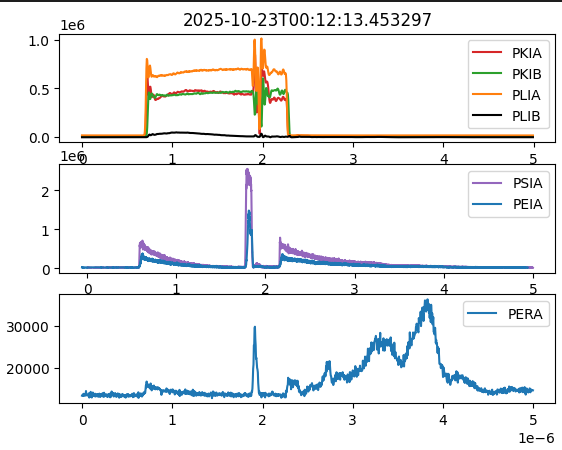 2025-10-23T00:12:13.453297
1e6
1.0
0.5
0.0
PKIA
PKIB
PLIA
PLIB
0 1 2 3 4 5
1e6
2
1
0
PSIA
PEIA
0 1 2 3 4 5
30000
20000
PERA
0 1 2 3 4 5
1e−6